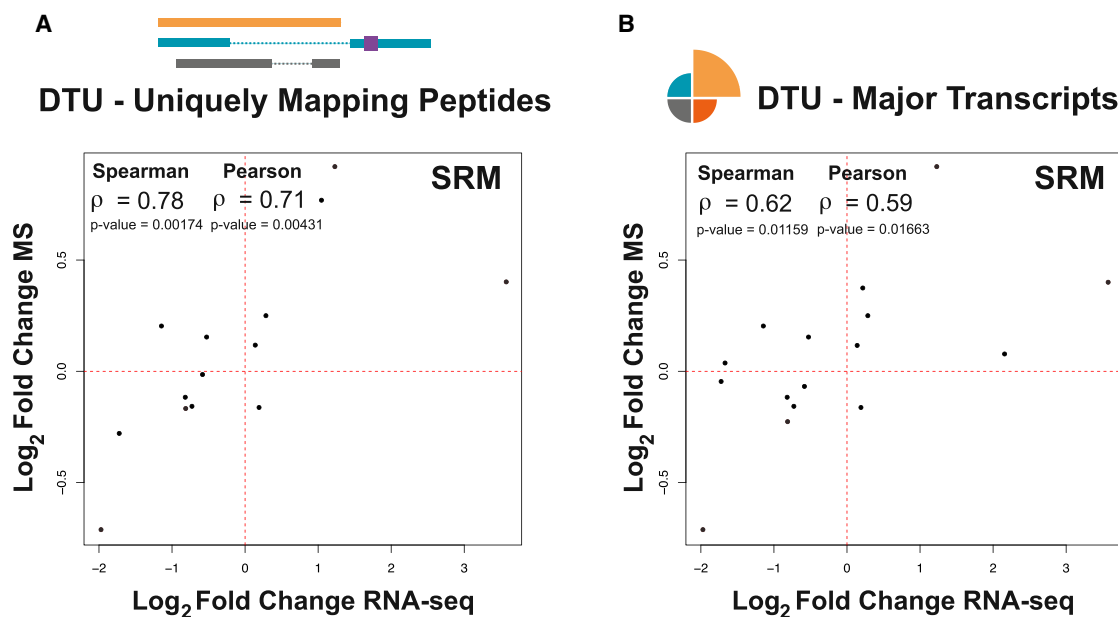 A
DTU - Uniquely Mapping Peptides
Spearman Pearson
ρ = 0.78 ρ = 0.71
p-value = 0.00174 p-value = 0.00431
SRM
Log2 Fold Change MS
0.5
0.0
−0.5
−2 −1 0 1 2 3
Log2 Fold Change RNA-seq
B
DTU - Major Transcripts
Spearman Pearson
ρ = 0.62 ρ = 0.59
p-value = 0.01159 p-value = 0.01663
SRM
Log2 Fold Change MS
0.5
0.0
−0.5
−2 −1 0 1 2 3
Log2 Fold Change RNA-seq